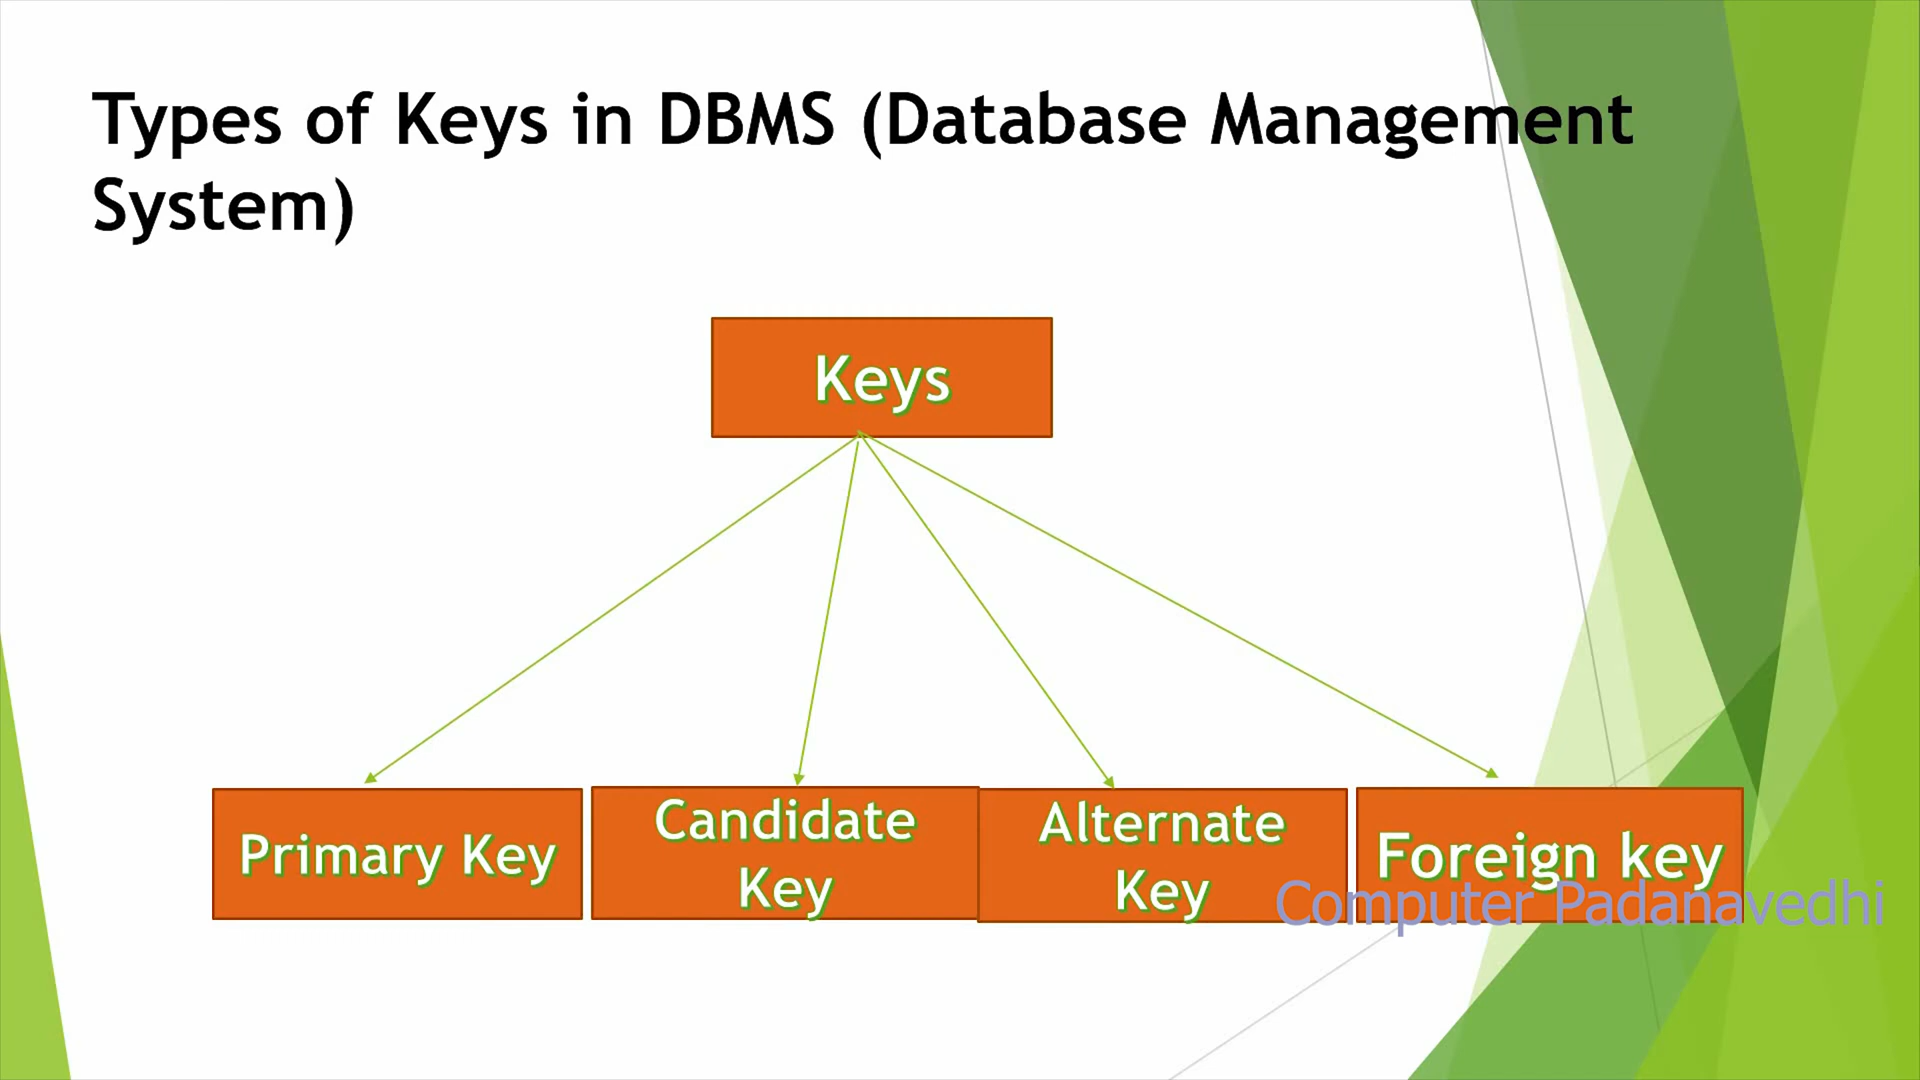 Types of Keys in DBMS (Database Management
System)
Keys
Primary Key
Candidate
Key
Alternate
Key
Foreign key
Computer Padanavedhi